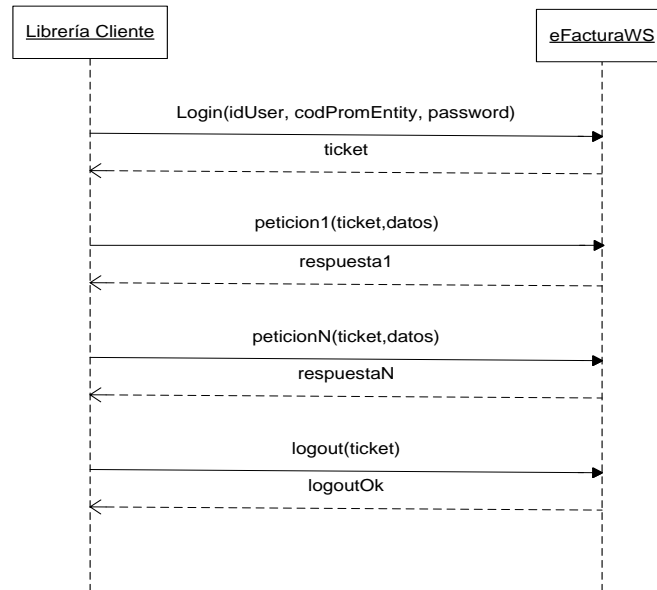 Librería Cliente
eFacturaWS
Login(idUser, codPromEntity, password)
ticket
peticion1(ticket,datos)
respuesta1
peticionN(ticket,datos)
respuestaN
logout(ticket)
logoutOk